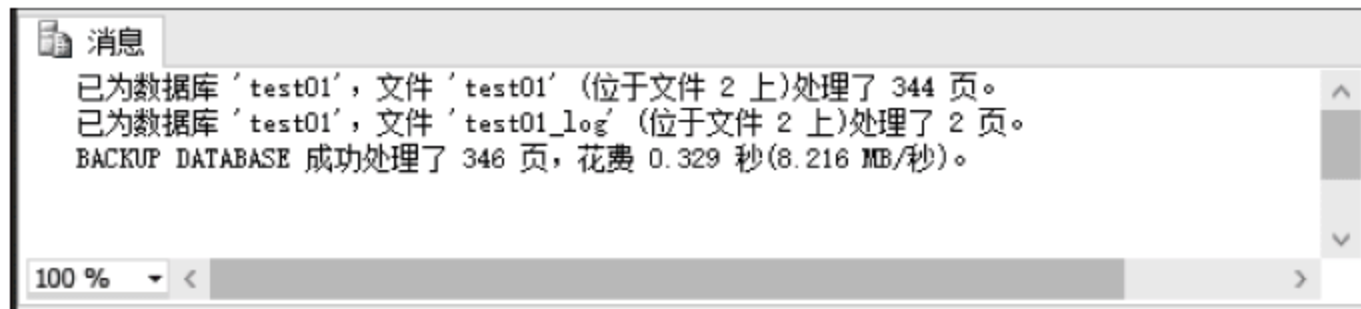 消息
已为数据库 'test01'，文件 'test01' (位于文件 2 上)处理了 344 页。
已为数据库 'test01'，文件 'test01_log' (位于文件 2 上)处理了 2 页。
BACKUP DATABASE 成功处理了 346 页，花费 0.329 秒(8.216 MB/秒)。
100 %